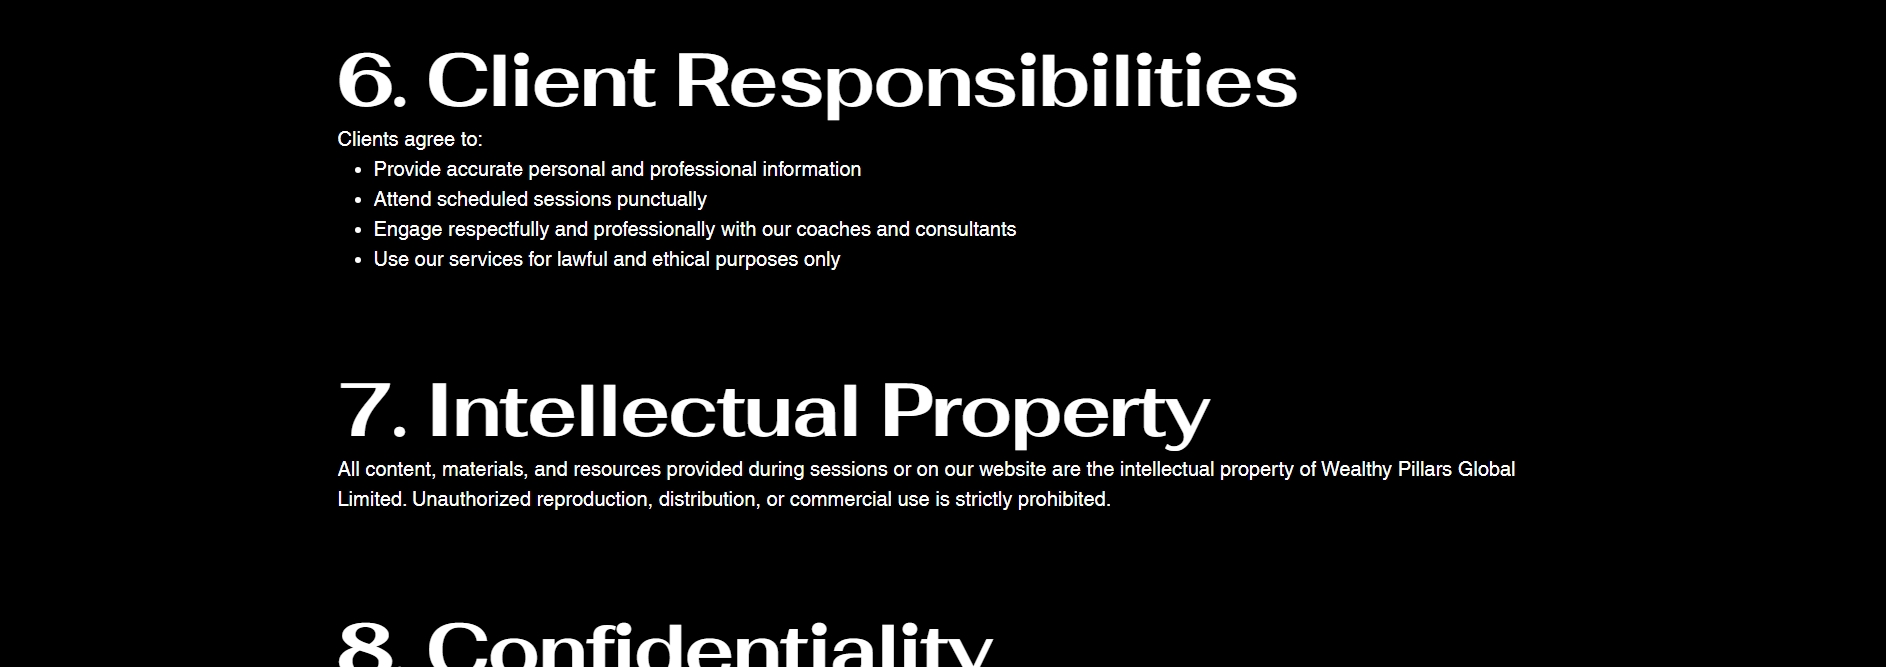 6. Client Responsibilities
Clients agree to:
• Provide accurate personal and professional information
• Attend scheduled sessions punctually
• Engage respectfully and professionally with our coaches and consultants
• Use our services for lawful and ethical purposes only
7. Intellectual Property
All content, materials, and resources provided during sessions or on our website are the intellectual property of Wealthy Pillars Global
Limited. Unauthorized reproduction, distribution, or commercial use is strictly prohibited.
8. Confidentiality